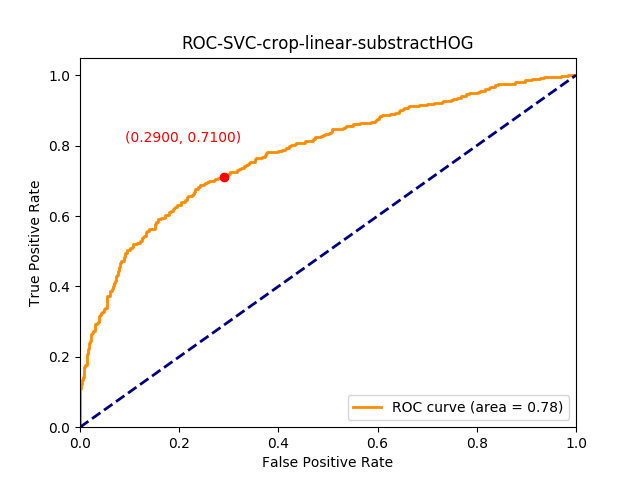 ROC-SVC-crop-linear-substractHOG
1.0
0.8
0.6
0.4
0.2
0.0
True Positive Rate
(0.2900, 0.7100)
ROC curve (area = 0.78)
0.0 0.2 0.4 0.6 0.8 1.0
False Positive Rate